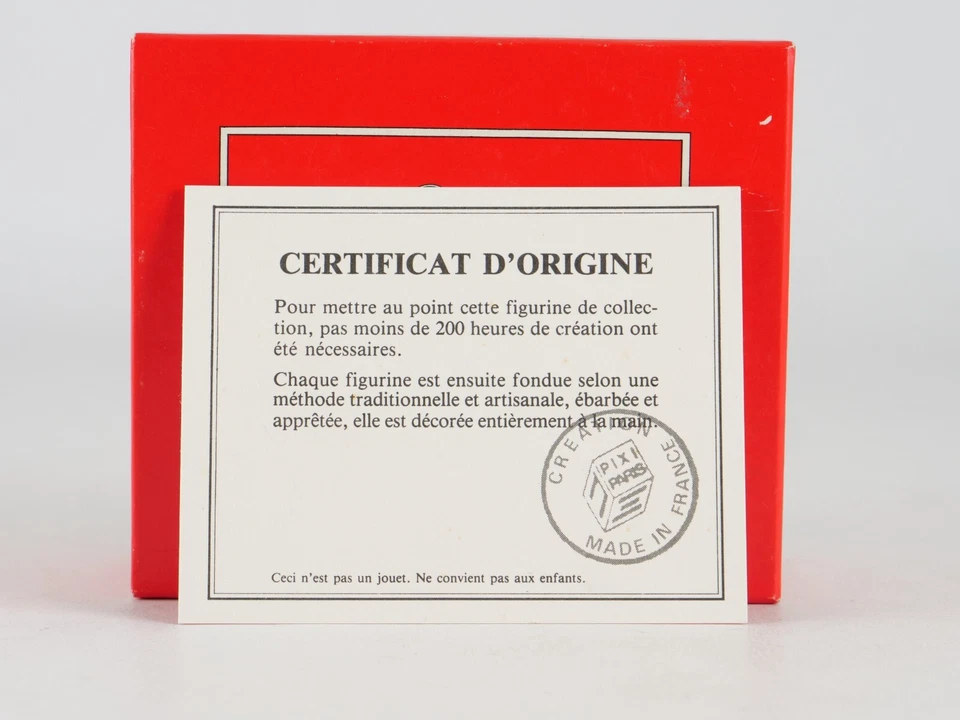 CERTIFICAT D'ORIGINE
Pour mettre au point cette figurine de collec-
tion, pas moins de 200 heures de création ont
été nécessaires.
Chaque figurine est ensuite fondue selon une
méthode traditionnelle et artisanale, ébarbée et
apprêtée, elle est décorée entièrement à la main.
CREATION
PIXI
PARIS
MADE IN FRANCE
Ceci n'est pas un jouet. Ne convient pas aux enfants.